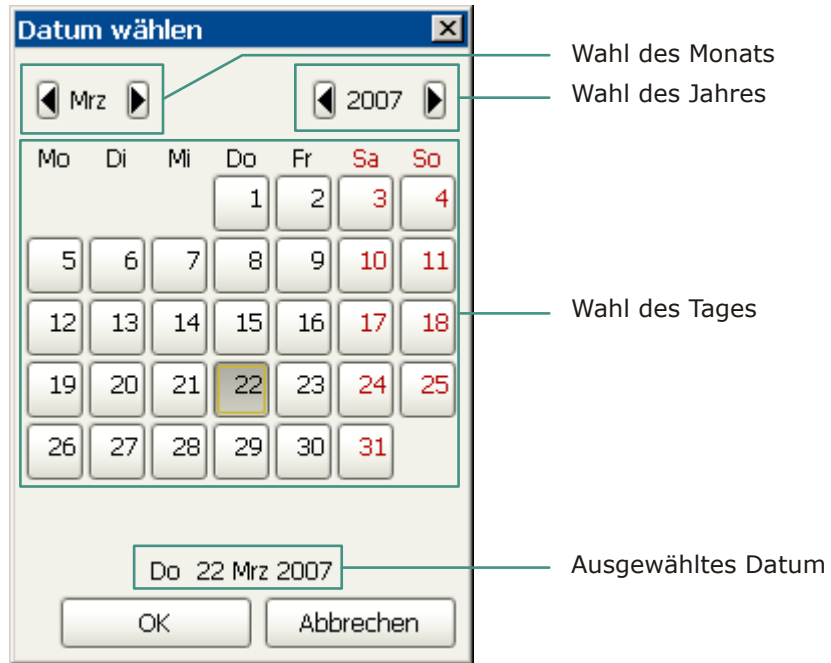 Datum wählen
Wahl des Monats
Mrz 2007
Wahl des Jahres
Mo Di Mi Do Fr Sa So
1 2 3 4
5 6 7 8 9 10 11
12 13 14 15 16 17 18
Wahl des Tages
19 20 21 22 23 24 25
26 27 28 29 30 31
Do 22 Mrz 2007
Ausgewähltes Datum
OK Abbrechen